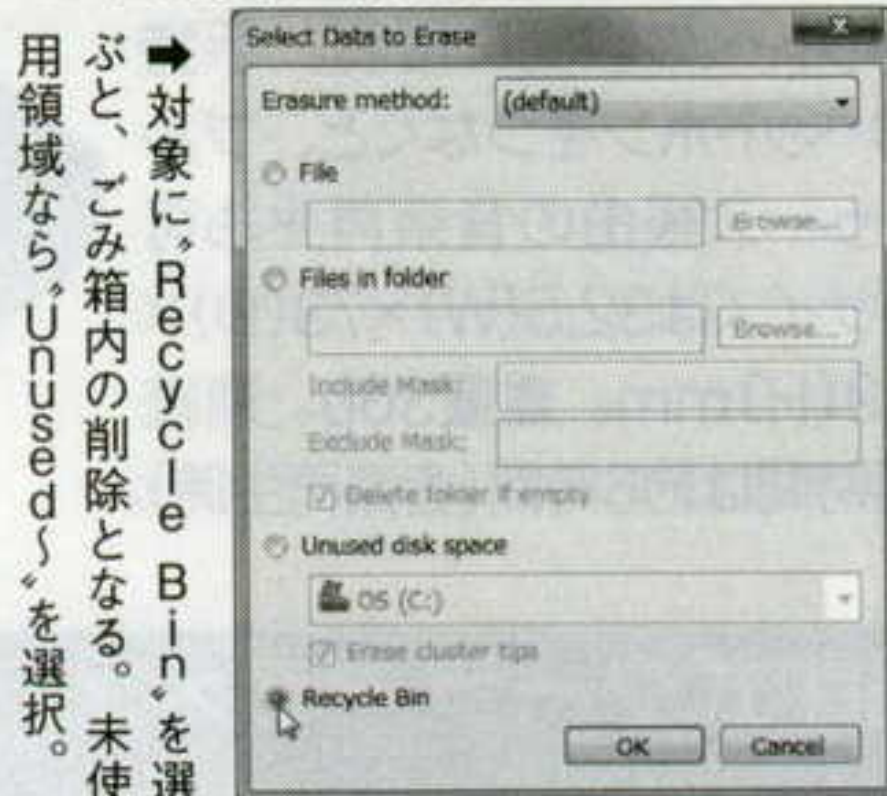 ➡対象に〝Recycle Bin〟を選
ぶと、ごみ箱内の削除となる。未使
用領域なら〝Unused～〟を選択。
Select Data to Erase
Erasure method: (default)
File
Browse...
Files in folder
Browse...
Include Mask:
Exclude Mask:
Delete folder if empty
Unused disk space
OS (C:)
Erase cluster tips
Recycle Bin
OK Cancel